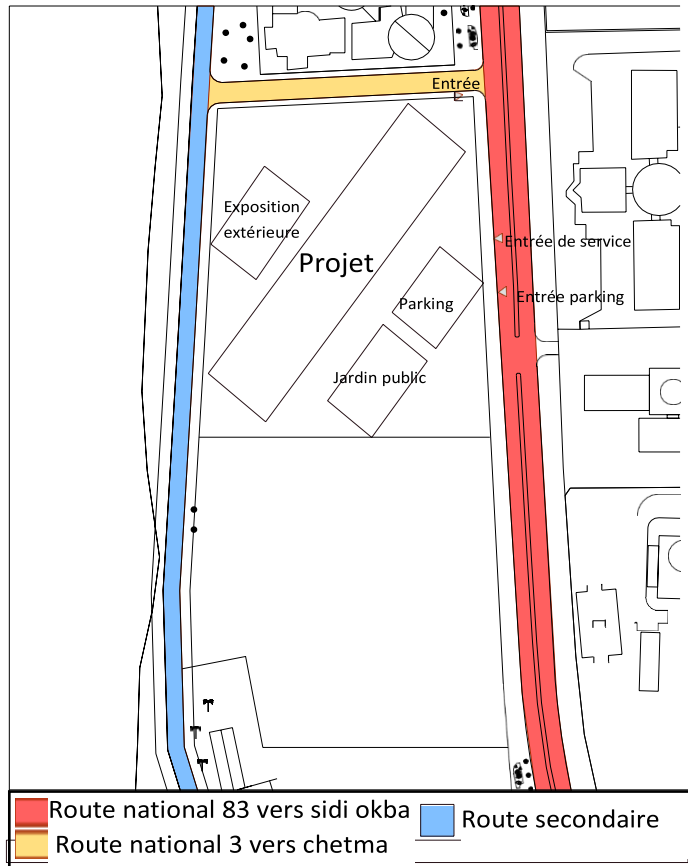 Entrée
Exposition
extérieure
Entrée de service
Projet
Entrée parking
Parking
Jardin public
Route national 83 vers sidi okba
Route secondaire
Route national 3 vers chetma